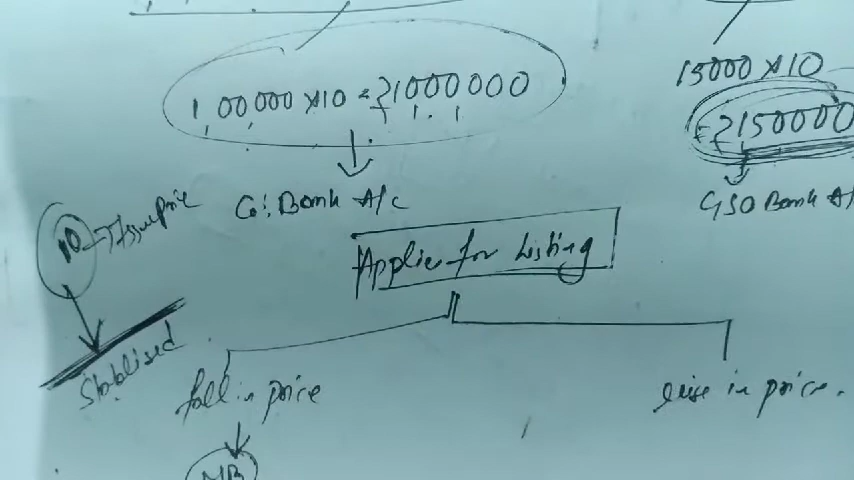 1,00,000 x10 = ₹1000000
15000 x10
= ₹150000
Co: Bank A/c
GSO Bank A/
10 - Issue Price
Applie for Listing
Stablised
fall in price
rise in price.
MB